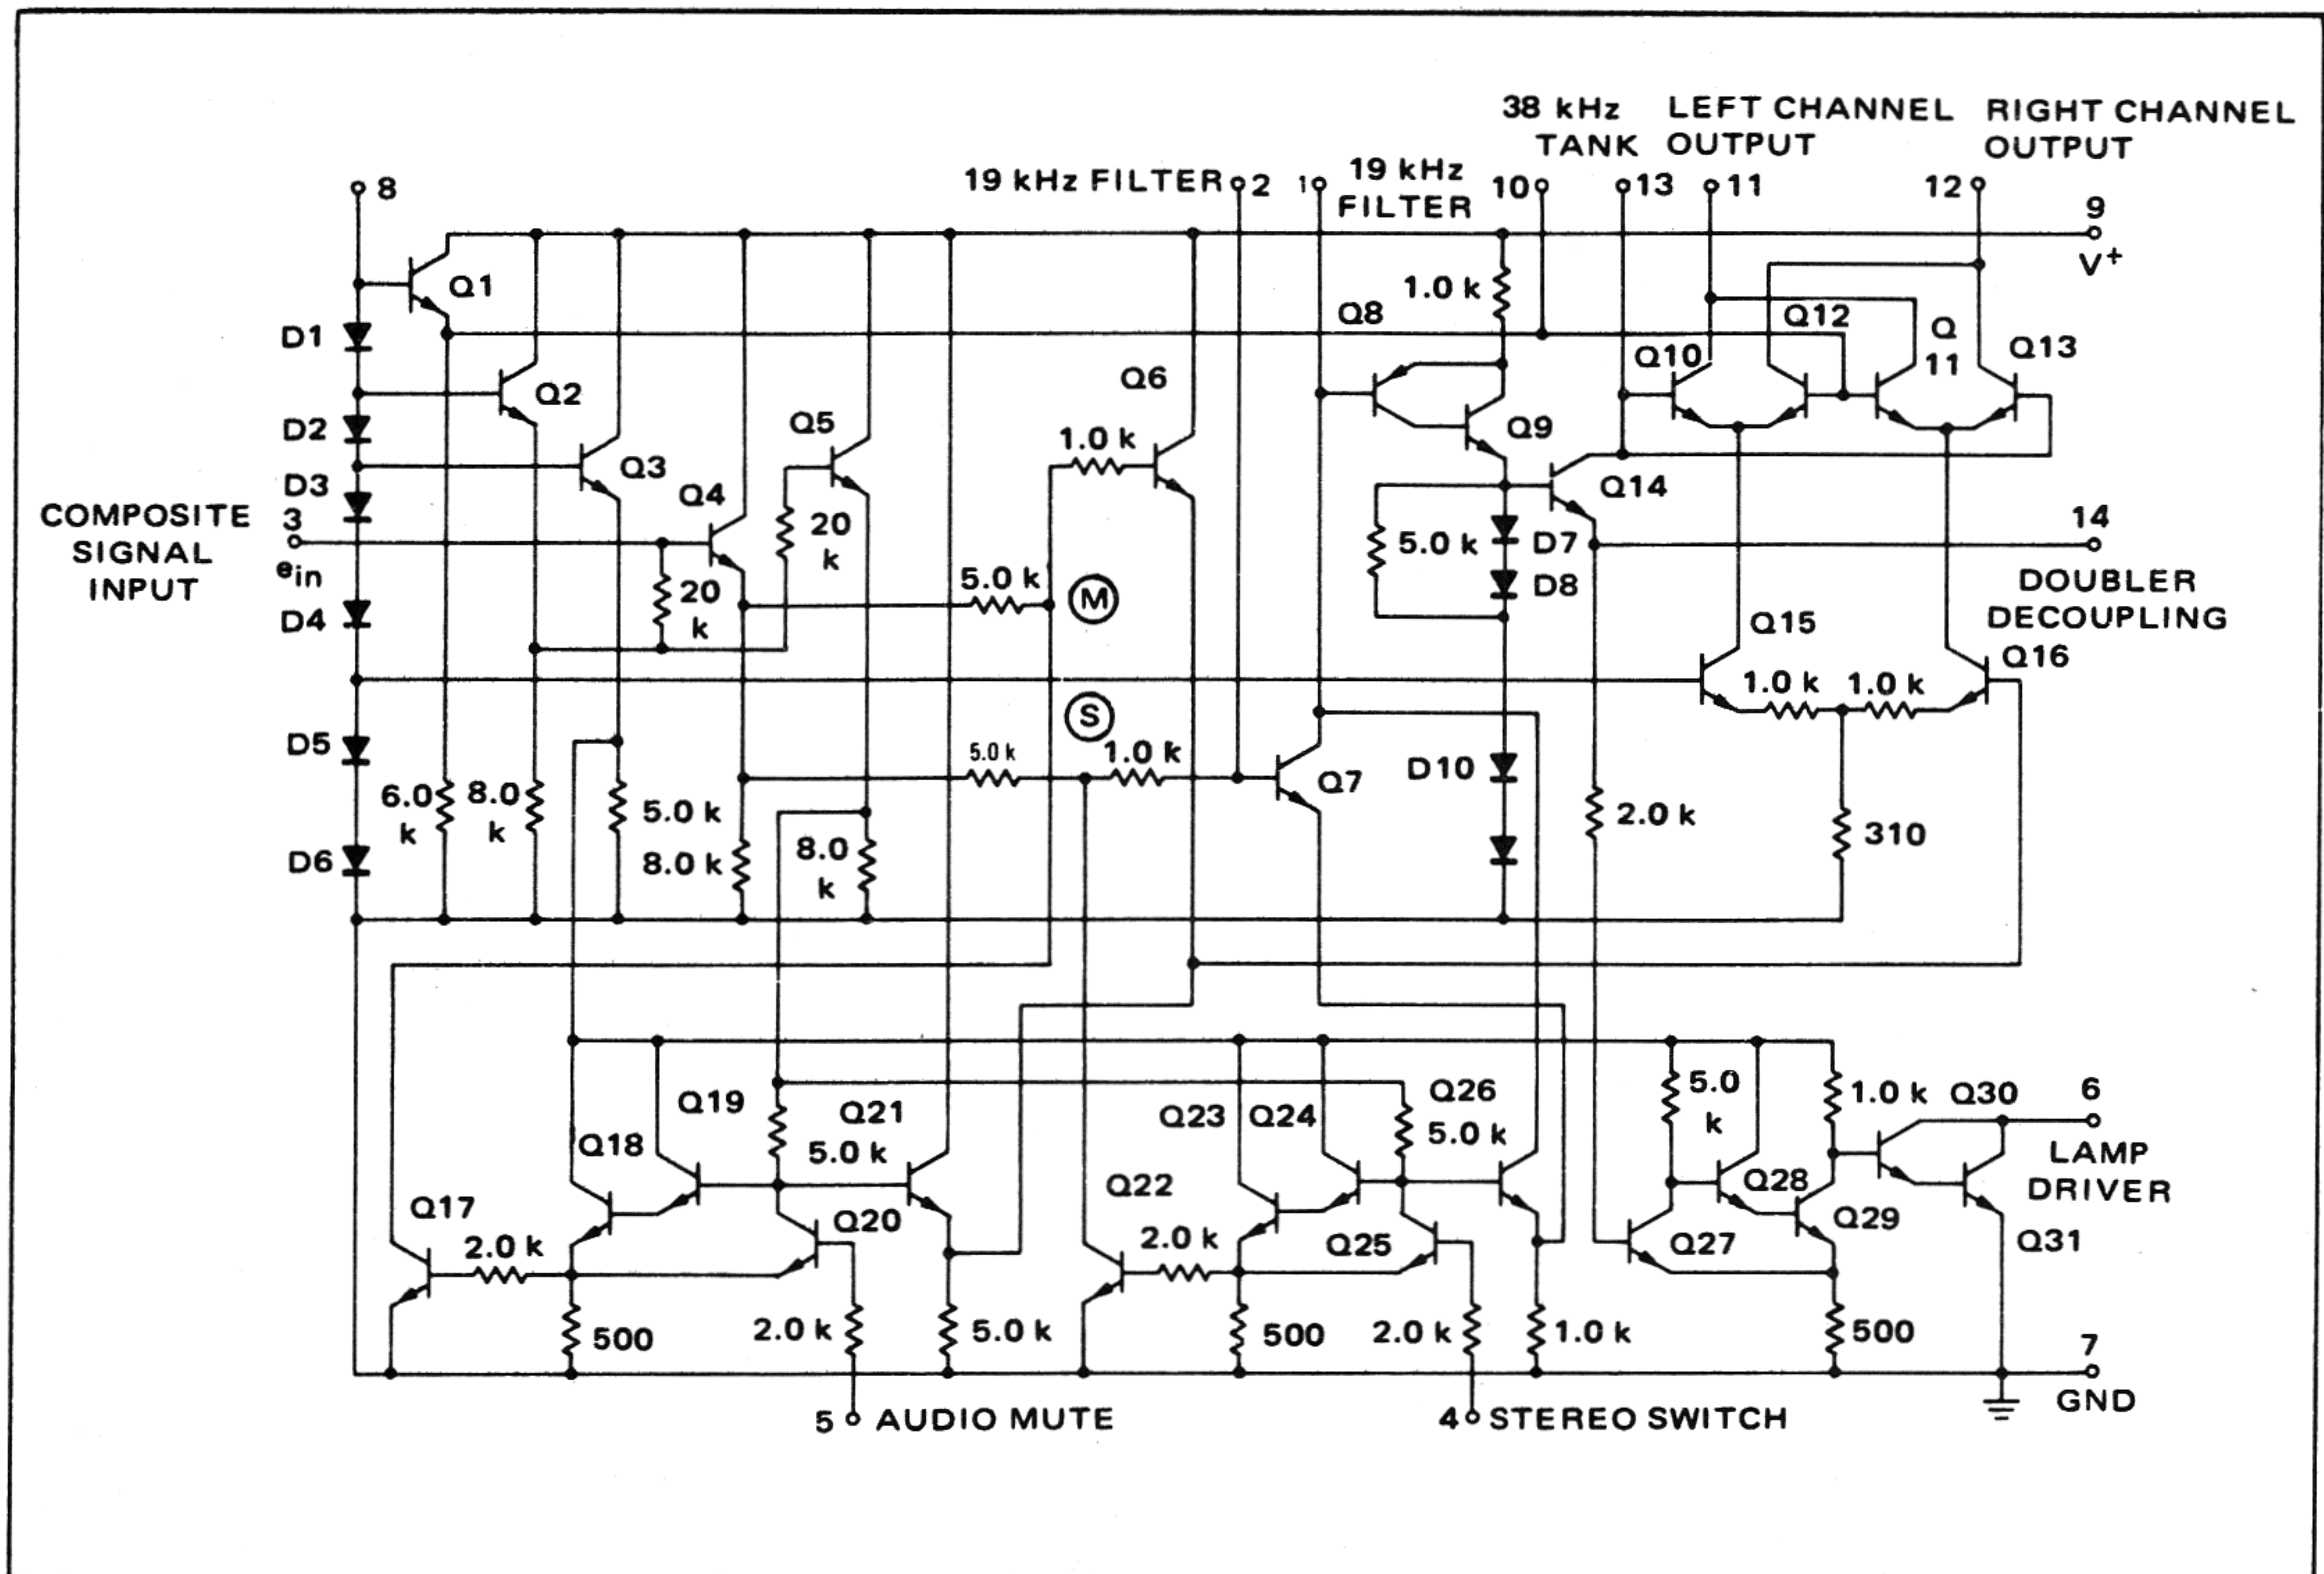 38 kHz TANK
LEFT CHANNEL OUTPUT
RIGHT CHANNEL OUTPUT
8
19 kHz FILTER
2
1
19 kHz FILTER
10
13
11
12
9
V+
Q1
1.0 k
Q8
D1
Q12
Q 11
Q13
Q10
Q2
Q6
D2
Q5
1.0 k
Q9
Q3
D3
Q4
Q14
COMPOSITE SIGNAL INPUT
3
ein
20 k
5.0 k
D7
14
20 k
5.0 k
M
D8
DOUBLER DECOUPLING
D4
Q15
Q16
1.0 k
1.0 k
S
D5
5.0 k
1.0 k
Q7
D10
6.0 k
8.0 k
5.0 k
2.0 k
310
D6
8.0 k
8.0 k
Q19
Q21
Q23
Q24
Q26
5.0 k
1.0 k
Q30
6
LAMP DRIVER
Q18
5.0 k
5.0 k
Q22
Q28
Q17
Q20
Q29
2.0 k
2.0 k
Q25
Q27
Q31
500
2.0 k
5.0 k
500
2.0 k
1.0 k
500
7
GND
5
AUDIO MUTE
4
STEREO SWITCH